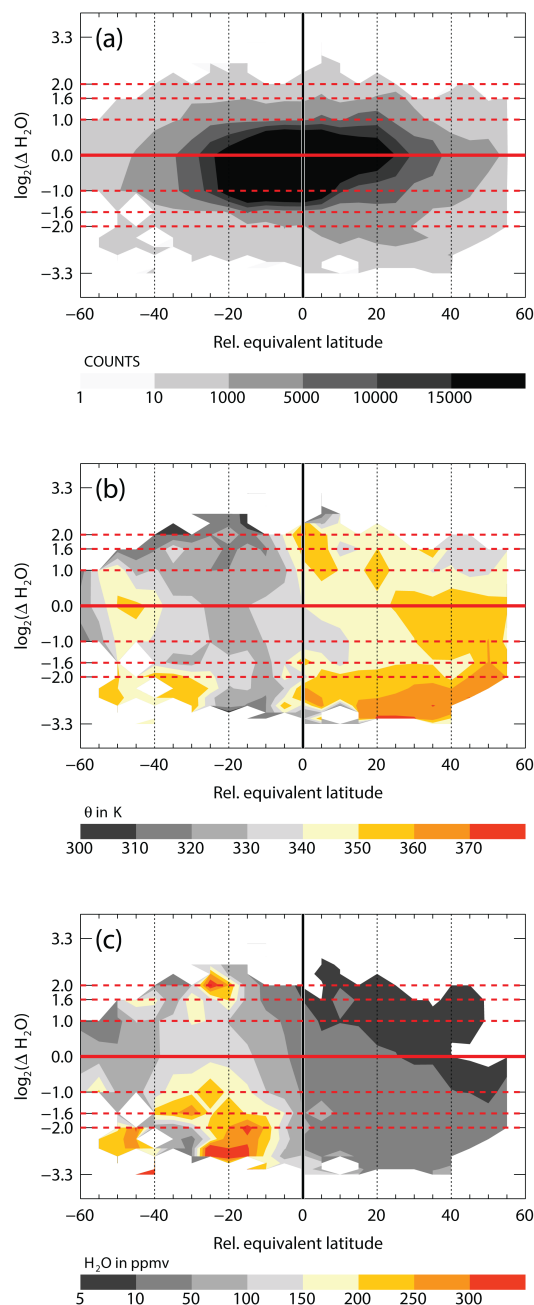 (a)
3.3
2.0
1.6
1.0
0.0
−1.0
−1.6
−2.0
−3.3
log₂(Δ H₂O)
−60 −40 −20 0 20 40 60
Rel. equivalent latitude
COUNTS
1 10 1000 5000 10000 15000
(b)
3.3
2.0
1.6
1.0
0.0
−1.0
−1.6
−2.0
−3.3
log₂(Δ H₂O)
−60 −40 −20 0 20 40 60
Rel. equivalent latitude
θ in K
300 10 320 330 340 350 360 370
(c)
3.3
2.0
1.6
1.0
0.0
−1.0
−1.6
−2.0
−3.3
log₂(Δ H₂O)
−60 −40 −20 0 20 40 60
Rel. equivalent latitude
H₂O in ppmv
5 10 50 100 150 200 250 300